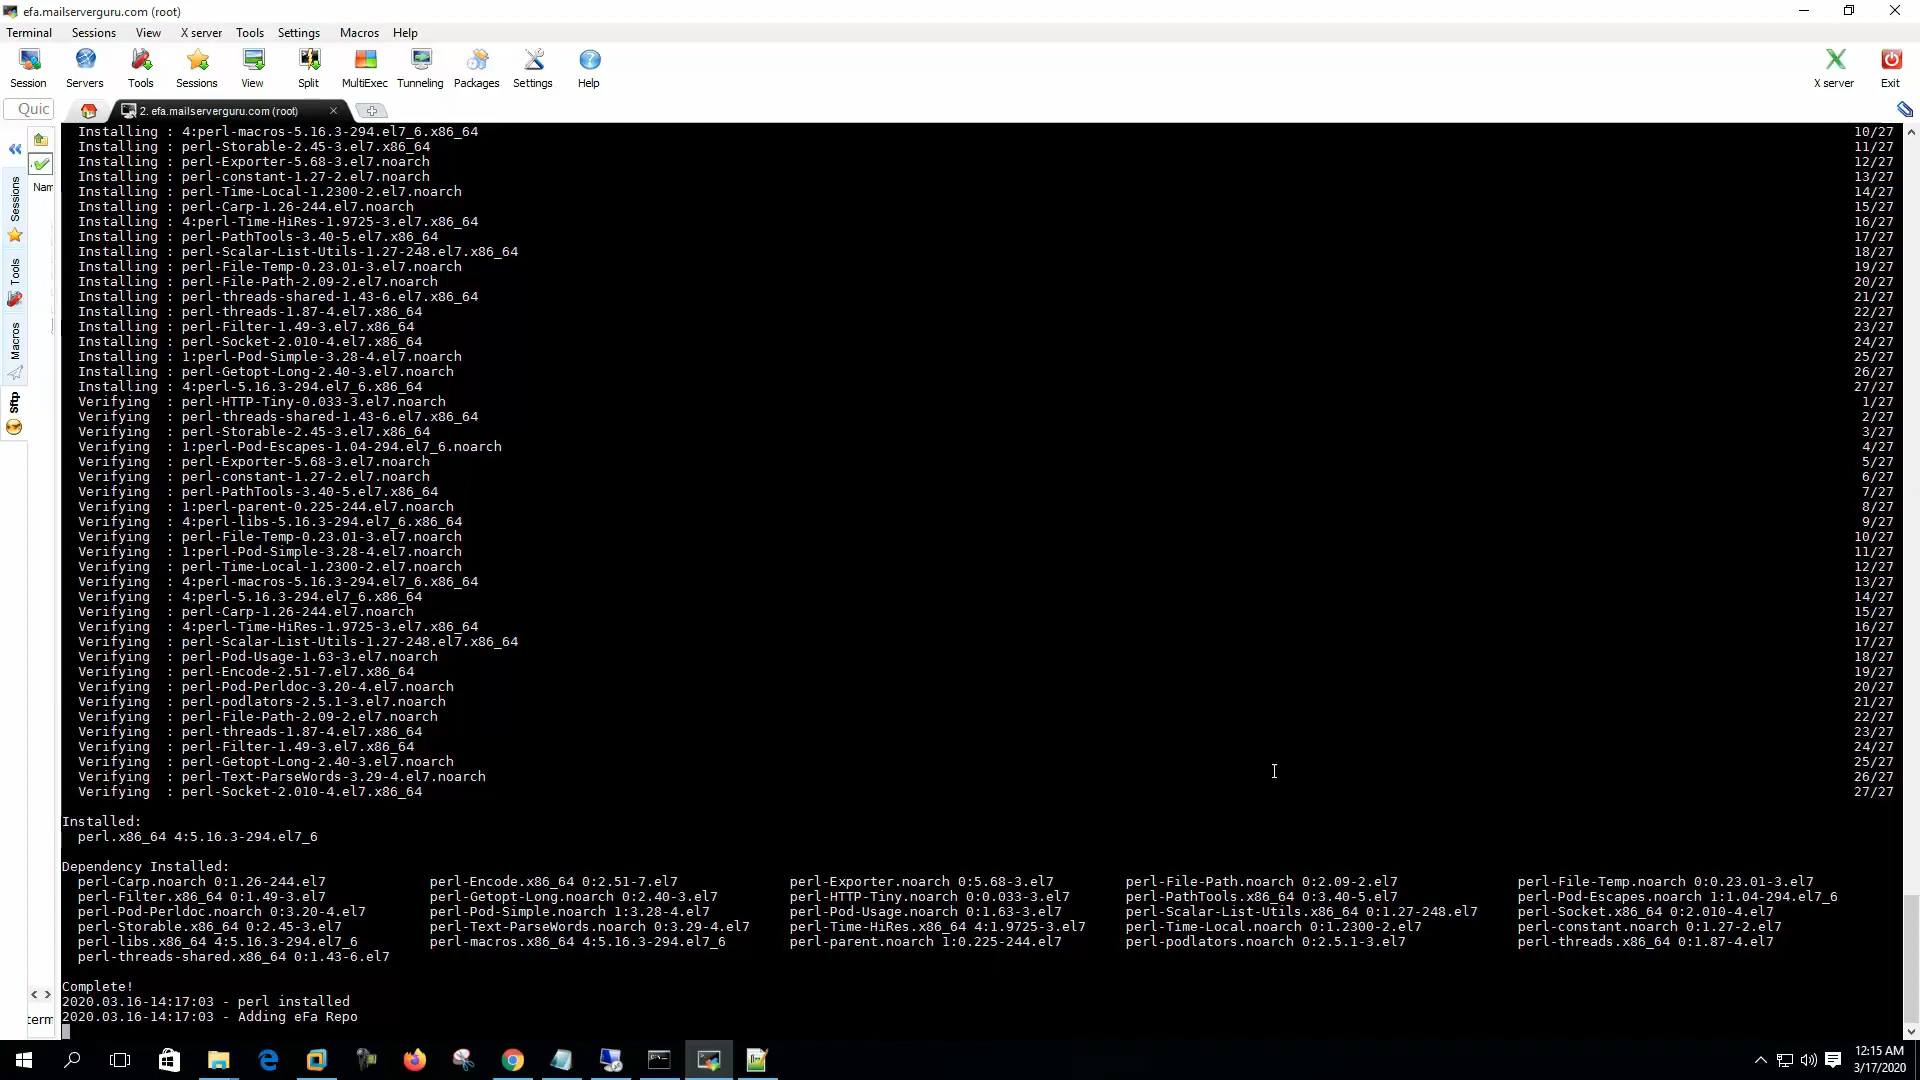 efa.mailserverguru.com (root)
Terminal Sessions View X server Tools Settings Macros Help
Session Servers Tools Sessions View Split MultiExec Tunneling Packages Settings Help X server Exit
Quic
2. efa.mailserverguru.com (root)
Nam
Sessions
Tools
Macros
Sftp
term
Installing : 4:perl-macros-5.16.3-294.el7_6.x86_64 10/27
Installing : perl-Storable-2.45-3.el7.x86_64 11/27
Installing : perl-Exporter-5.68-3.el7.noarch 12/27
Installing : perl-constant-1.27-2.el7.noarch 13/27
Installing : perl-Time-Local-1.2300-2.el7.noarch 14/27
Installing : perl-Carp-1.26-244.el7.noarch 15/27
Installing : 4:perl-Time-HiRes-1.9725-3.el7.x86_64 16/27
Installing : perl-PathTools-3.40-5.el7.x86_64 17/27
Installing : perl-Scalar-List-Utils-1.27-248.el7.x86_64 18/27
Installing : perl-File-Temp-0.23.01-3.el7.noarch 19/27
Installing : perl-File-Path-2.09-2.el7.noarch 20/27
Installing : perl-threads-shared-1.43-6.el7.x86_64 21/27
Installing : perl-threads-1.87-4.el7.x86_64 22/27
Installing : perl-Filter-1.49-3.el7.x86_64 23/27
Installing : perl-Socket-2.010-4.el7.x86_64 24/27
Installing : 1:perl-Pod-Simple-3.28-4.el7.noarch 25/27
Installing : perl-Getopt-Long-2.40-3.el7.noarch 26/27
Installing : 4:perl-5.16.3-294.el7_6.x86_64 27/27
Verifying : perl-HTTP-Tiny-0.033-3.el7.noarch 1/27
Verifying : perl-threads-shared-1.43-6.el7.x86_64 2/27
Verifying : perl-Storable-2.45-3.el7.x86_64 3/27
Verifying : 1:perl-Pod-Escapes-1.04-294.el7_6.noarch 4/27
Verifying : perl-Exporter-5.68-3.el7.noarch 5/27
Verifying : perl-constant-1.27-2.el7.noarch 6/27
Verifying : perl-PathTools-3.40-5.el7.x86_64 7/27
Verifying : 1:perl-parent-0.225-244.el7.noarch 8/27
Verifying : 4:perl-libs-5.16.3-294.el7_6.x86_64 9/27
Verifying : perl-File-Temp-0.23.01-3.el7.noarch 10/27
Verifying : 1:perl-Pod-Simple-3.28-4.el7.noarch 11/27
Verifying : perl-Time-Local-1.2300-2.el7.noarch 12/27
Verifying : 4:perl-macros-5.16.3-294.el7_6.x86_64 13/27
Verifying : 4:perl-5.16.3-294.el7_6.x86_64 14/27
Verifying : perl-Carp-1.26-244.el7.noarch 15/27
Verifying : 4:perl-Time-HiRes-1.9725-3.el7.x86_64 16/27
Verifying : perl-Scalar-List-Utils-1.27-248.el7.x86_64 17/27
Verifying : perl-Pod-Usage-1.63-3.el7.noarch 18/27
Verifying : perl-Encode-2.51-7.el7.x86_64 19/27
Verifying : perl-Pod-Perldoc-3.20-4.el7.noarch 20/27
Verifying : perl-podlators-2.5.1-3.el7.noarch 21/27
Verifying : perl-File-Path-2.09-2.el7.noarch 22/27
Verifying : perl-threads-1.87-4.el7.x86_64 23/27
Verifying : perl-Filter-1.49-3.el7.x86_64 24/27
Verifying : perl-Getopt-Long-2.40-3.el7.noarch 25/27
Verifying : perl-Text-ParseWords-3.29-4.el7.noarch 26/27
Verifying : perl-Socket-2.010-4.el7.x86_64 27/27
Installed:
perl.x86_64 4:5.16.3-294.el7_6
Dependency Installed:
perl-Carp.noarch 0:1.26-244.el7 perl-Encode.x86_64 0:2.51-7.el7 perl-Exporter.noarch 0:5.68-3.el7 perl-File-Path.noarch 0:2.09-2.el7 perl-File-Temp.noarch 0:0.23.01-3.el7
perl-Filter.x86_64 0:1.49-3.el7 perl-Getopt-Long.noarch 0:2.40-3.el7 perl-HTTP-Tiny.noarch 0:0.033-3.el7 perl-PathTools.x86_64 0:3.40-5.el7 perl-Pod-Escapes.noarch 1:1.04-294.el7_6
perl-Pod-Perldoc.noarch 0:3.20-4.el7 perl-Pod-Simple.noarch 1:3.28-4.el7 perl-Pod-Usage.noarch 0:1.63-3.el7 perl-Scalar-List-Utils.x86_64 0:1.27-248.el7 perl-Socket.x86_64 0:2.010-4.el7
perl-Storable.x86_64 0:2.45-3.el7 perl-Text-ParseWords.noarch 0:3.29-4.el7 perl-Time-HiRes.x86_64 4:1.9725-3.el7 perl-Time-Local.noarch 0:1.2300-2.el7 perl-constant.noarch 0:1.27-2.el7
perl-libs.x86_64 4:5.16.3-294.el7_6 perl-macros.x86_64 4:5.16.3-294.el7_6 perl-parent.noarch 1:0.225-244.el7 perl-podlators.noarch 0:2.5.1-3.el7 perl-threads.x86_64 0:1.87-4.el7
perl-threads-shared.x86_64 0:1.43-6.el7
Complete!
2020.03.16-14:17:03 - perl installed
2020.03.16-14:17:03 - Adding eFa Repo
12:15 AM
3/17/2020